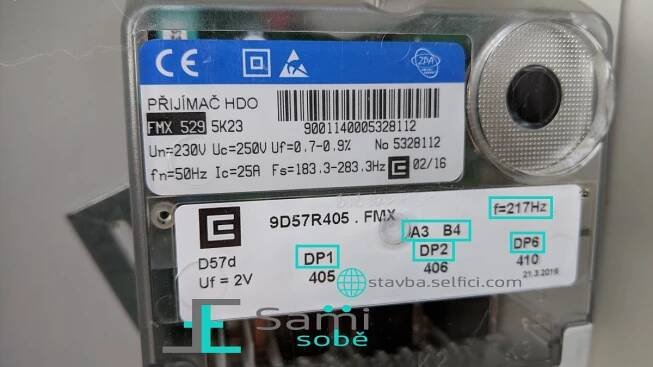 CE
ZPA
PŘIJÍMAČ HDO
FMX 529 5K23
9001140005328112
Un=230V Uc=250V Uf=0.7-0.9% No 5328112
fn=50Hz Ic=25A Fs=183.3-283.3Hz 02/16
9D57R405 . FMX
f=217Hz
A3 B4
D57d
DP1
DP2
DP6
Uf = 2V
405
406
410
21.3.2016
stavba.selfici.com
Sami
sobě